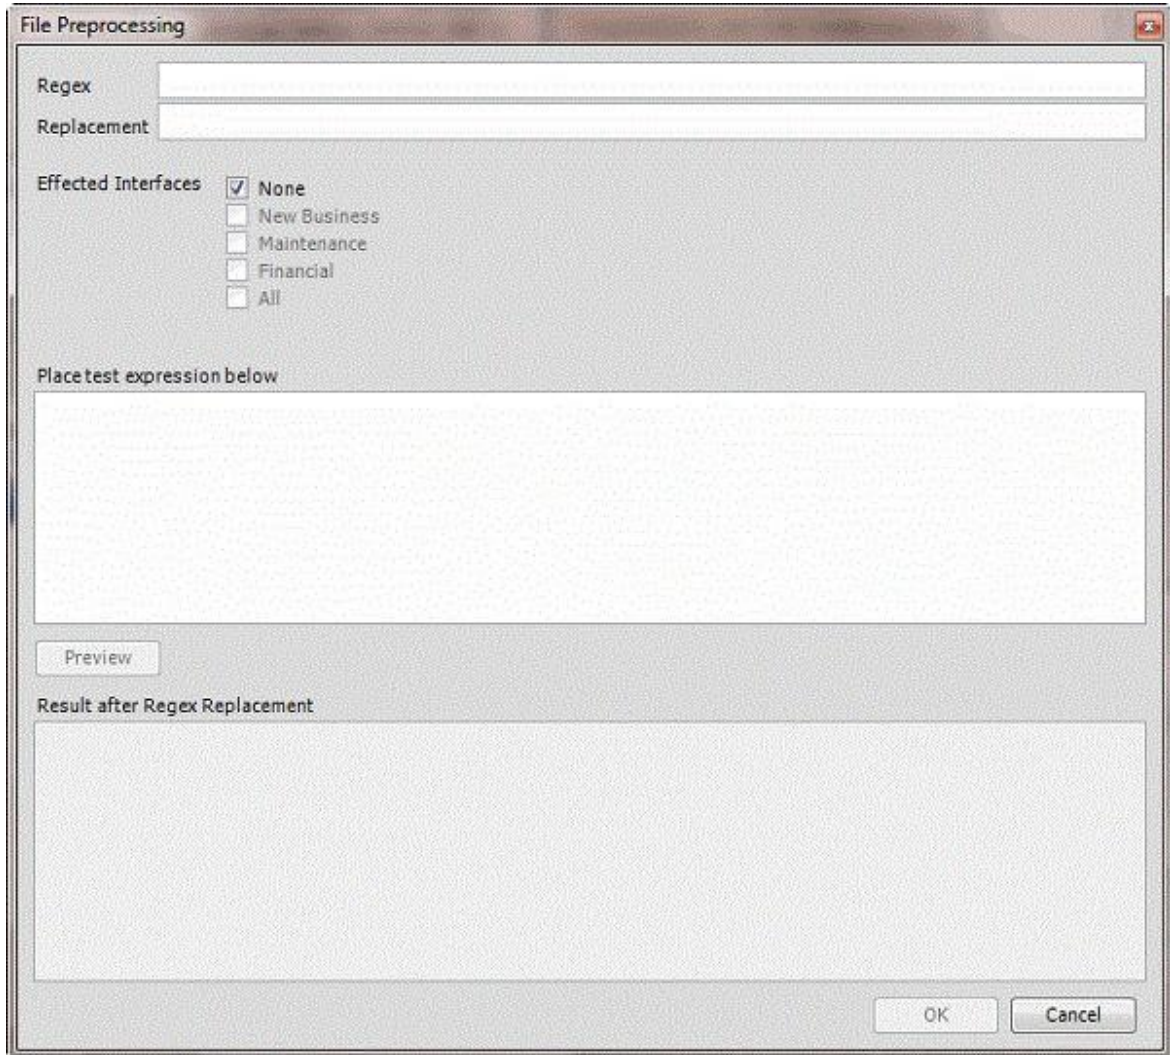 File Preprocessing
Regex
Replacement
Effected Interfaces
None
New Business
Maintenance
Financial
All
Place test expression below
Preview
Result after Regex Replacement
OK
Cancel